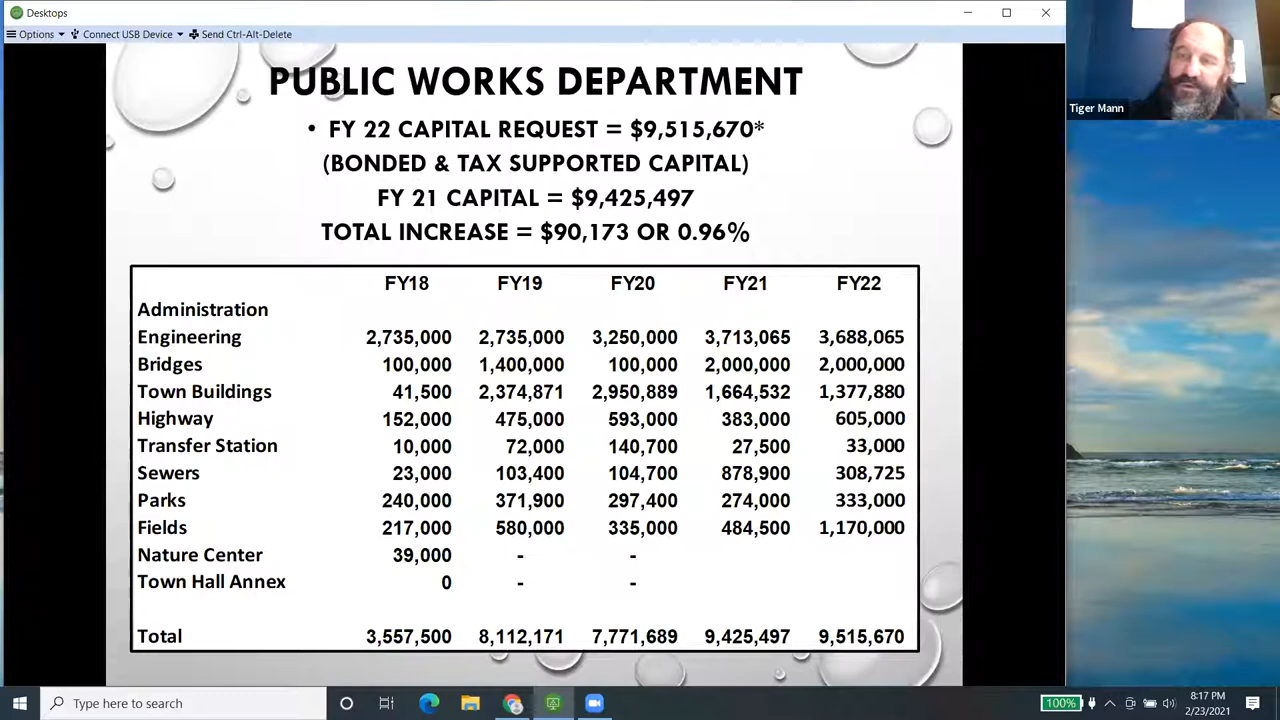 Desktops
Options Connect USB Device Send Ctrl-Alt-Delete
PUBLIC WORKS DEPARTMENT
• FY 22 CAPITAL REQUEST = $9,515,670*
(BONDED & TAX SUPPORTED CAPITAL)
FY 21 CAPITAL = $9,425,497
TOTAL INCREASE = $90,173 OR 0.96%
FY18 FY19 FY20 FY21 FY22
Administration
Engineering 2,735,000 2,735,000 3,250,000 3,713,065 3,688,065
Bridges 100,000 1,400,000 100,000 2,000,000 2,000,000
Town Buildings 41,500 2,374,871 2,950,889 1,664,532 1,377,880
Highway 152,000 475,000 593,000 383,000 605,000
Transfer Station 10,000 72,000 140,700 27,500 33,000
Sewers 23,000 103,400 104,700 878,900 308,725
Parks 240,000 371,900 297,400 274,000 333,000
Fields 217,000 580,000 335,000 484,500 1,170,000
Nature Center 39,000 - -
Town Hall Annex 0 - -
Total 3,557,500 8,112,171 7,771,689 9,425,497 9,515,670
Tiger Mann
Type here to search
100%
8:17 PM
2/23/2021